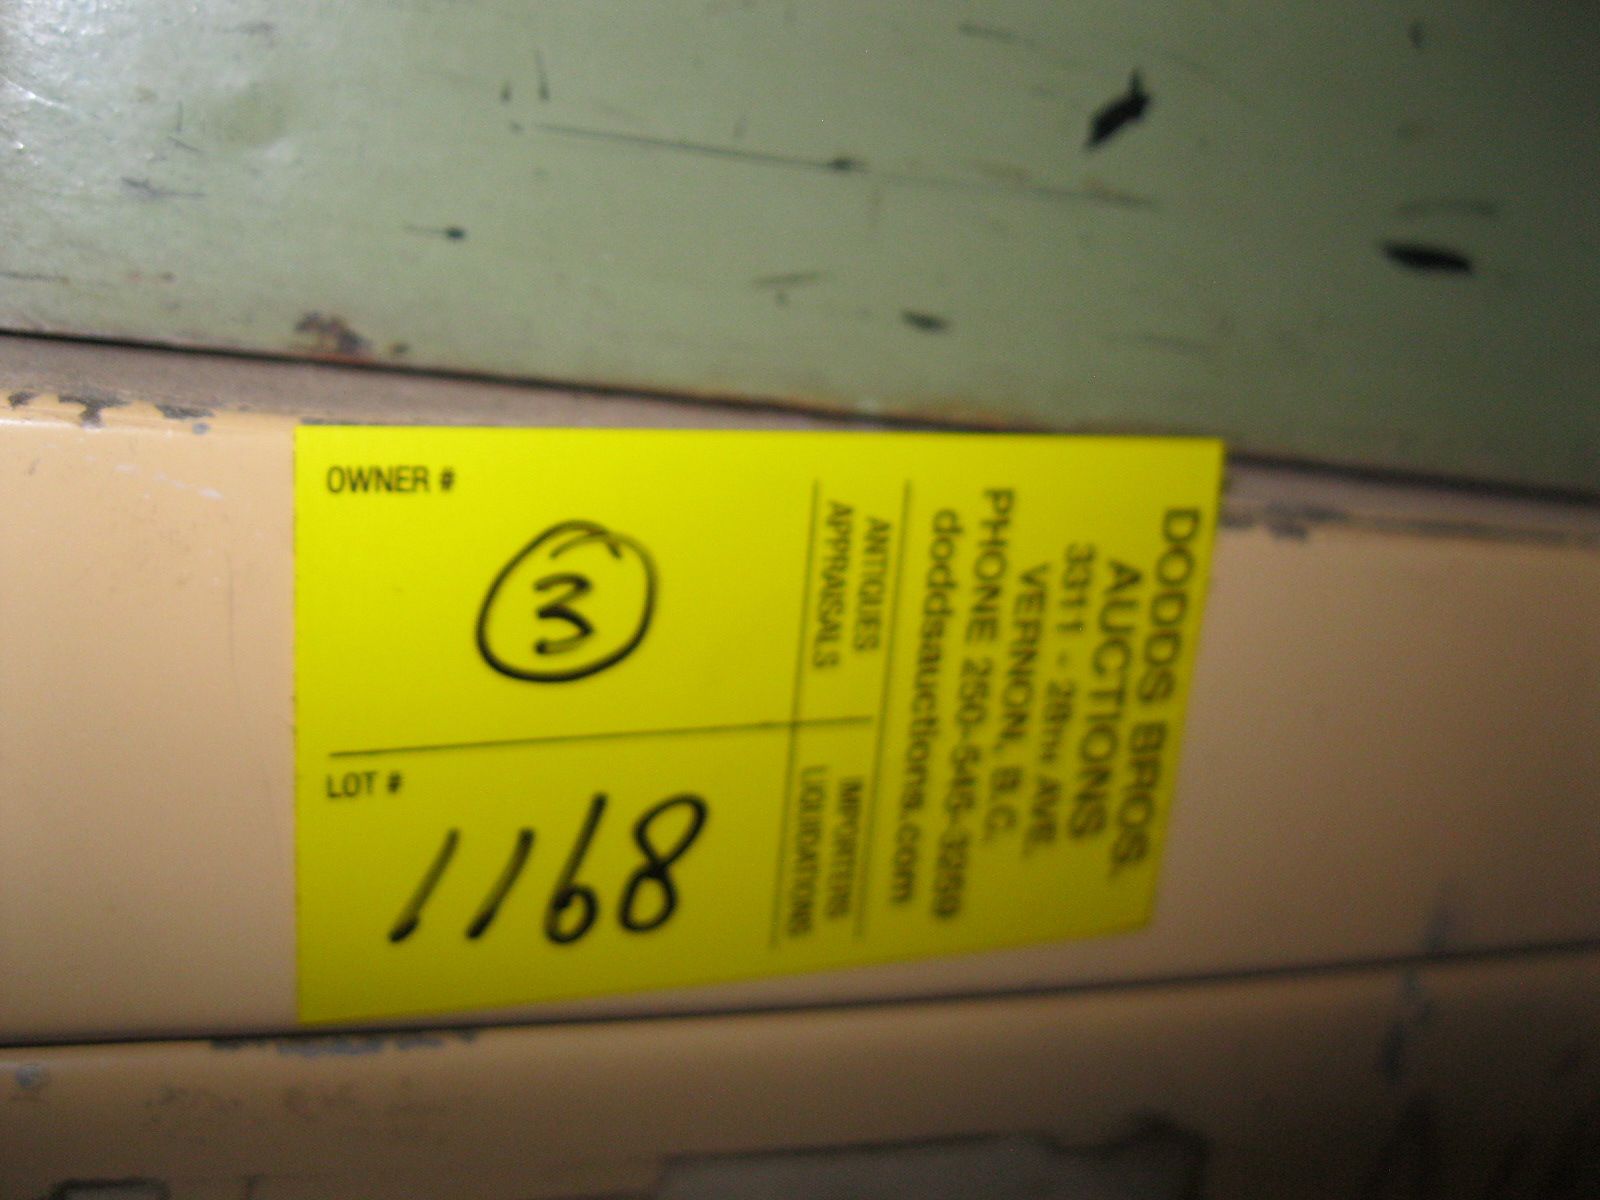 DODDS BROS.
AUCTIONS
3311 - 28TH AVE.
VERNON, B.C.
PHONE 250-545-3259
doddsauctions.com
ANTIQUES
APPRAISALS
IMPORTERS
LIQUIDATIONS
OWNER #
3
LOT #
1168